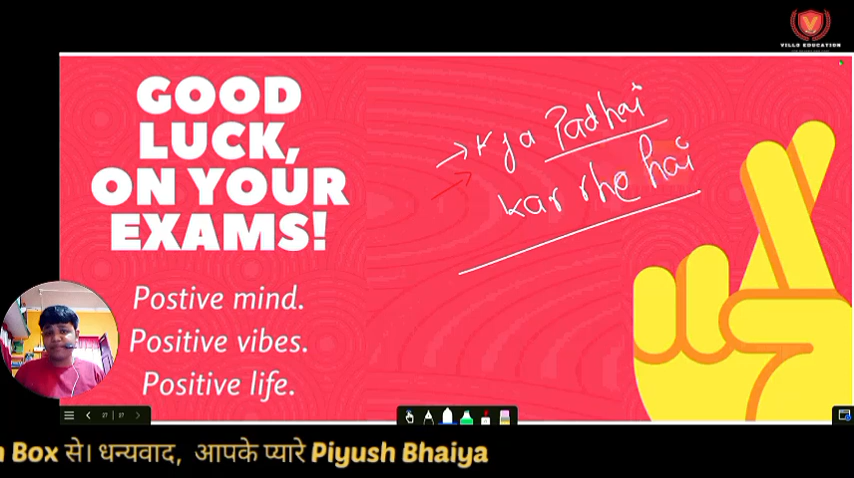 VILLO EDUCATION
GOOD
LUCK,
ON YOUR
EXAMS!
Postive mind.
Positive vibes.
Positive life.
Kya Padhai
kar rhe hai
27 27
Box से। धन्यवाद, आपके प्यारे Piyush Bhaiya